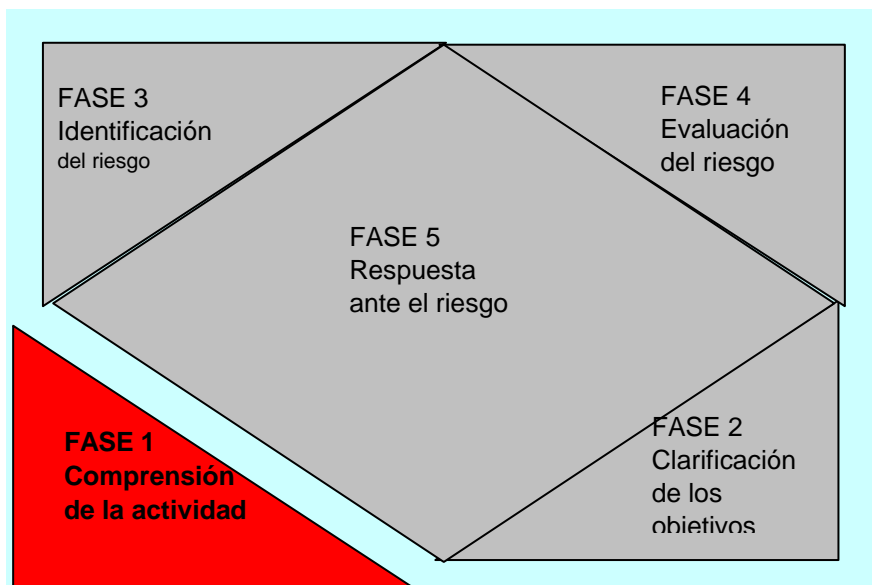 FASE 3
Identificación
del riesgo
FASE 4
Evaluación
del riesgo
FASE 5
Respuesta
ante el riesgo
FASE 1
Comprensión
de la actividad
FASE 2
Clarificación
de los
objetivos